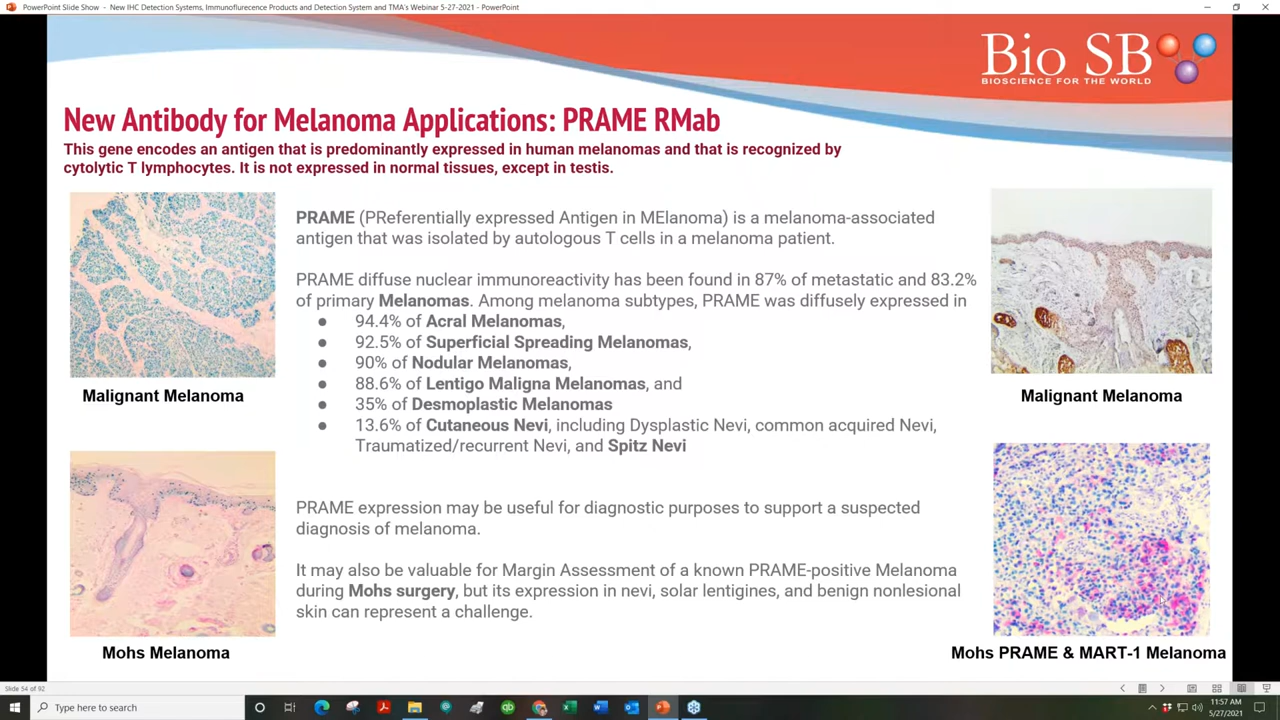 PowerPoint Slide Show - New IHC Detection Systems, Immunoflurecence Products and Detection System and TMA's Webinar 5-27-2021 - PowerPoint
Bio SB
BIOSCIENCE FOR THE WORLD
New Antibody for Melanoma Applications: PRAME RMab
This gene encodes an antigen that is predominantly expressed in human melanomas and that is recognized by
cytolytic T lymphocytes. It is not expressed in normal tissues, except in testis.
PRAME (PReferentially expressed Antigen in MElanoma) is a melanoma-associated
antigen that was isolated by autologous T cells in a melanoma patient.
PRAME diffuse nuclear immunoreactivity has been found in 87% of metastatic and 83.2%
of primary Melanomas. Among melanoma subtypes, PRAME was diffusely expressed in
● 94.4% of Acral Melanomas,
● 92.5% of Superficial Spreading Melanomas,
● 90% of Nodular Melanomas,
● 88.6% of Lentigo Maligna Melanomas, and
● 35% of Desmoplastic Melanomas
● 13.6% of Cutaneous Nevi, including Dysplastic Nevi, common acquired Nevi,
Traumatized/recurrent Nevi, and Spitz Nevi
PRAME expression may be useful for diagnostic purposes to support a suspected
diagnosis of melanoma.
It may also be valuable for Margin Assessment of a known PRAME-positive Melanoma
during Mohs surgery, but its expression in nevi, solar lentigines, and benign nonlesional
skin can represent a challenge.
Malignant Melanoma
Malignant Melanoma
Mohs Melanoma
Mohs PRAME & MART-1 Melanoma
Slide 54 of 92
Type here to search
11:57 AM
5/27/2021